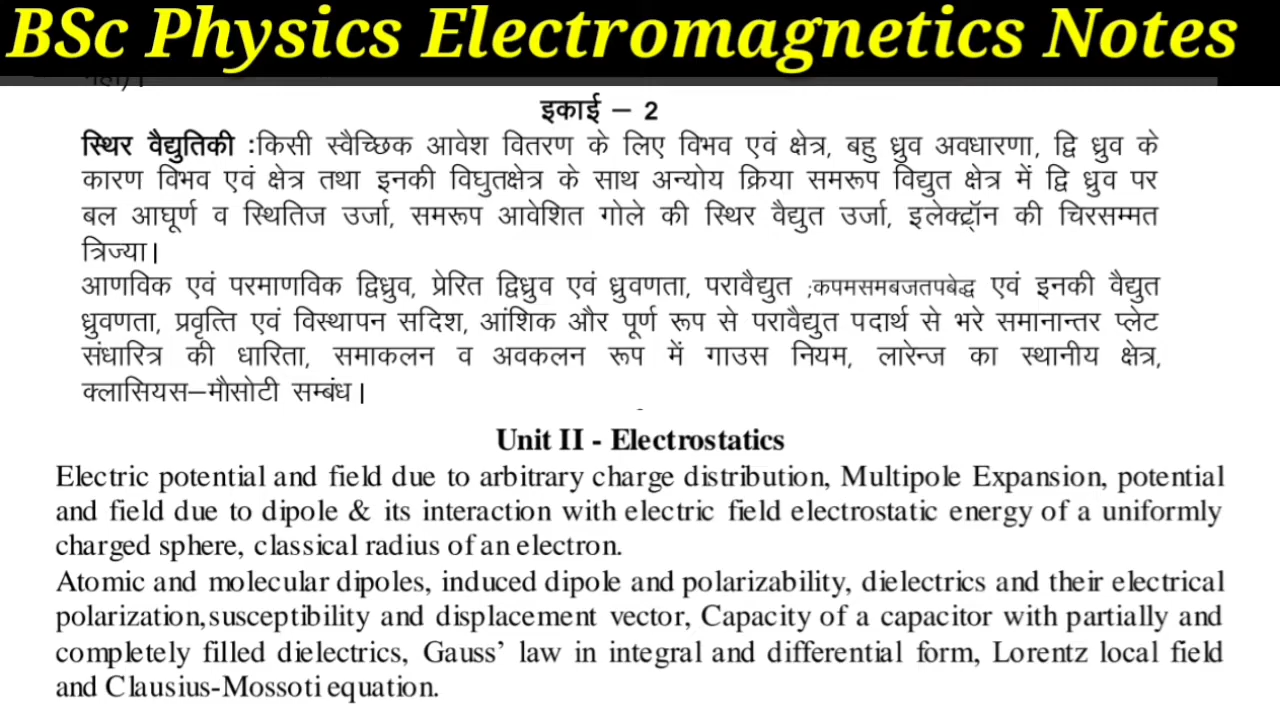 BSc Physics Electromagnetics Notes
इकाई – 2
स्थिर वैद्युतिकी :किसी स्वैच्छिक आवेश वितरण के लिए विभव एवं क्षेत्र, बहु ध्रुव अवधारणा, द्वि ध्रुव के
कारण विभव एवं क्षेत्र तथा इनकी विघुतक्षेत्र के साथ अन्योय क्रिया समरूप विद्युत क्षेत्र में द्वि ध्रुव पर
बल आघूर्ण व स्थितिज उर्जा, समरूप आवेशित गोले की स्थिर वैद्युत उर्जा, इलेक्ट्रॉन की चिरसम्मत
त्रिज्या।
आणविक एवं परमाणविक द्विध्रुव, प्रेरित द्विध्रुव एवं ध्रुवणता, परावैद्युत ;कपमसमबजतपबेद्ध एवं इनकी वैद्युत
ध्रुवणता, प्रवृत्ति एवं विस्थापन सदिश, आंशिक और पूर्ण रूप से परावैद्युत पदार्थ से भरे समानान्तर प्लेट
संधारित्र की धारिता, समाकलन व अवकलन रूप में गाउस नियम, लारेन्ज का स्थानीय क्षेत्र,
क्लासियस–मौसोटी सम्बंध।
Unit II - Electrostatics
Electric potential and field due to arbitrary charge distribution, Multipole Expansion, potential
and field due to dipole & its interaction with electric field electrostatic energy of a uniformly
charged sphere, classical radius of an electron.
Atomic and molecular dipoles, induced dipole and polarizability, dielectrics and their electrical
polarization,susceptibility and displacement vector, Capacity of a capacitor with partially and
completely filled dielectrics, Gauss’ law in integral and differential form, Lorentz local field
and Clausius-Mossoti equation.